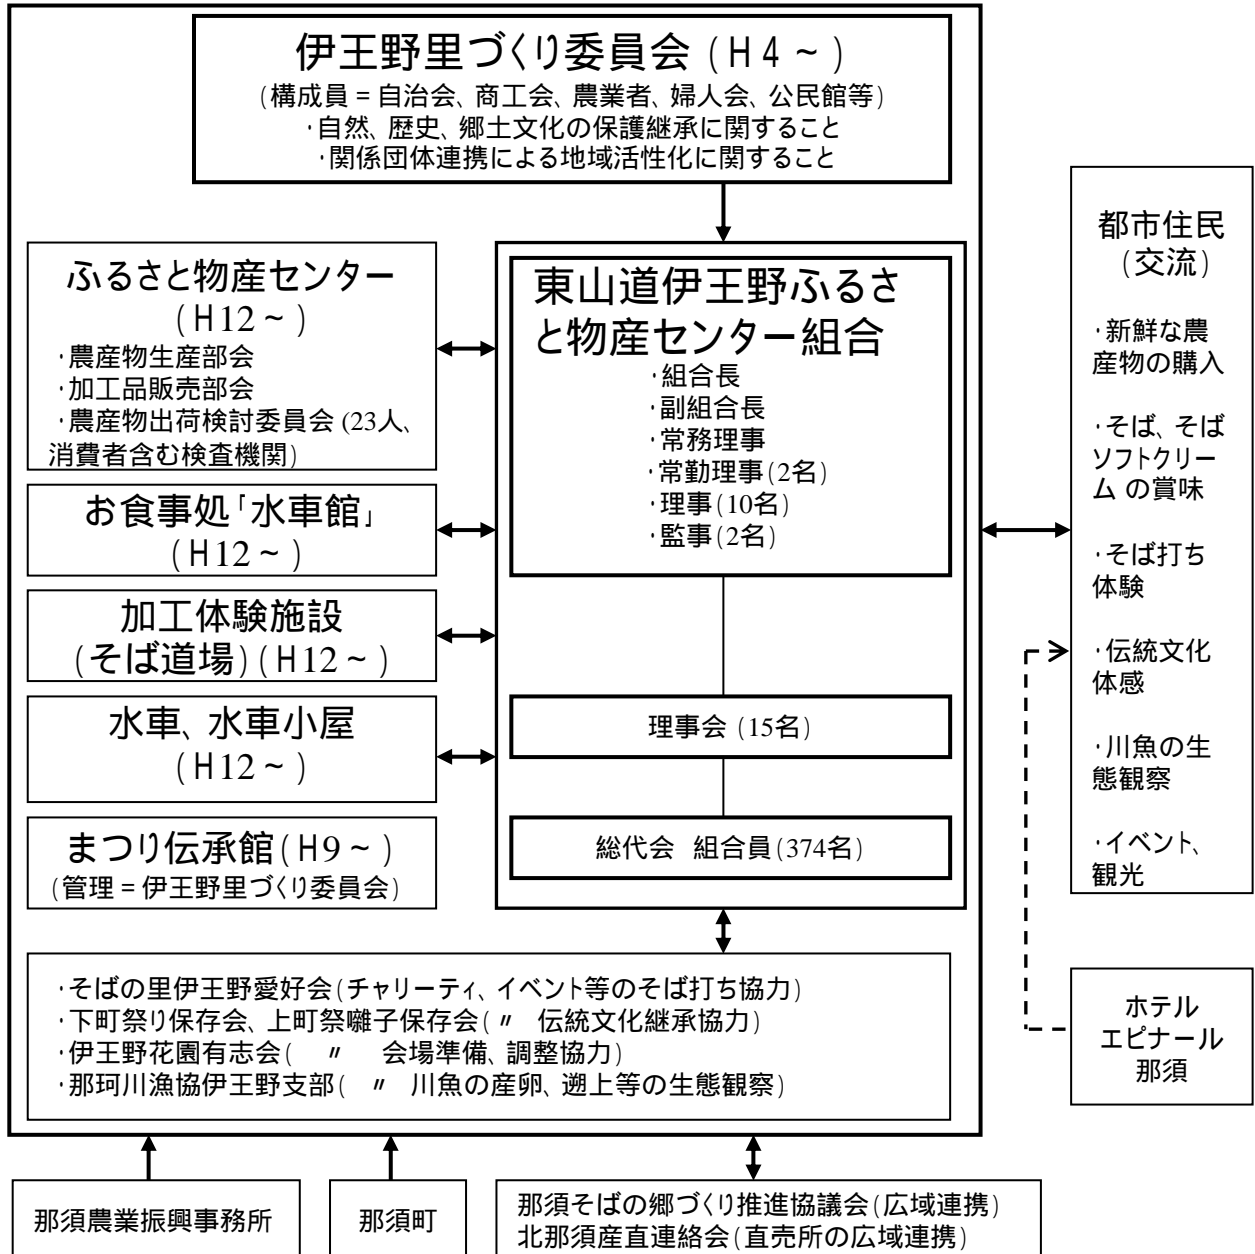 伊王野里づくり委員会 (H4~)
(構成員=自治会、商工会、農業者、婦人会、公民館等)
・自然、歴史、郷土文化の保護継承に関すること
・関係団体連携による地域活性化に関すること
ふるさと物産センター
(H12~)
・農産物生産部会
・加工品販売部会
・農産物出荷検討委員会 (23人、
消費者含む検査機関)
お食事処「水車館」
(H12~)
加工体験施設
(そば道場) (H12~)
水車、水車小屋
(H12~)
まつり伝承館(H9~)
(管理=伊王野里づくり委員会)
東山道伊王野ふるさ
と物産センター組合
・組合長
・副組合長
・常務理事
・常勤理事(2名)
・理事(10名)
・監事(2名)
理事会 (15名)
総代会 組合員(374名)
・そばの里伊王野愛好会(チャリーティ、イベント等のそば打ち協力)
・下町祭り保存会、上町祭囃子保存会(〃 伝統文化継承協力)
・伊王野花園有志会( 〃 会場準備、調整協力)
・那珂川漁協伊王野支部( 〃 川魚の産卵、遡上等の生態観察)
都市住民
(交流)
・新鮮な農
産物の購入
・そば、そば
ソフトクリー
ム の賞味
・そば打ち
体験
・伝統文化
体感
・川魚の生
態観察
・イベント、
観光
ホテル
エピナール
那須
那須農業振興事務所
那須町
那須そばの郷づくり推進協議会(広域連携)
北那須産直連絡会(直売所の広域連携)